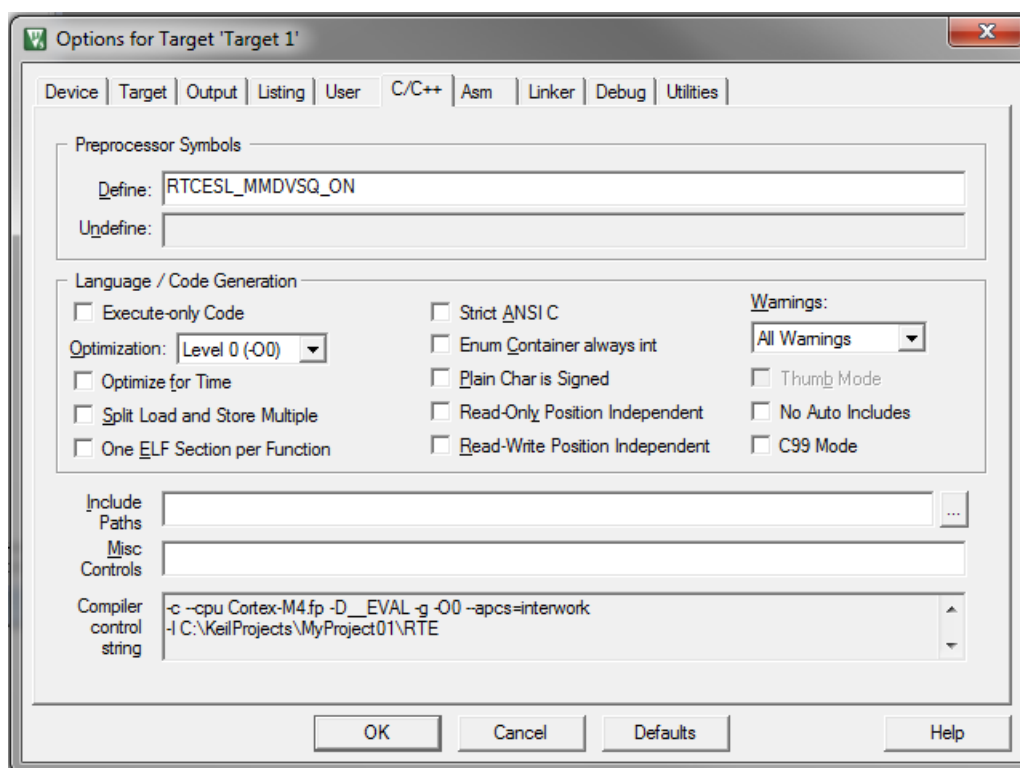 Options for Target 'Target 1'
Device Target Output Listing User C/C++ Asm Linker Debug Utilities
Preprocessor Symbols
Define: RTCESL_MMDVSQ_ON
Undefine:
Language / Code Generation
Execute-only Code
Optimization: Level 0 (-O0)
Optimize for Time
Split Load and Store Multiple
One ELF Section per Function
Strict ANSI C
Enum Container always int
Plain Char is Signed
Read-Only Position Independent
Read-Write Position Independent
Warnings:
All Warnings
Thumb Mode
No Auto Includes
C99 Mode
Include
Paths
...
Misc
Controls
Compiler
control
string
-c --cpu Cortex-M4.fp -D__EVAL -g -O0 --apcs=interwork
-I C:\KeilProjects\MyProject01\RTE
OK Cancel Defaults Help